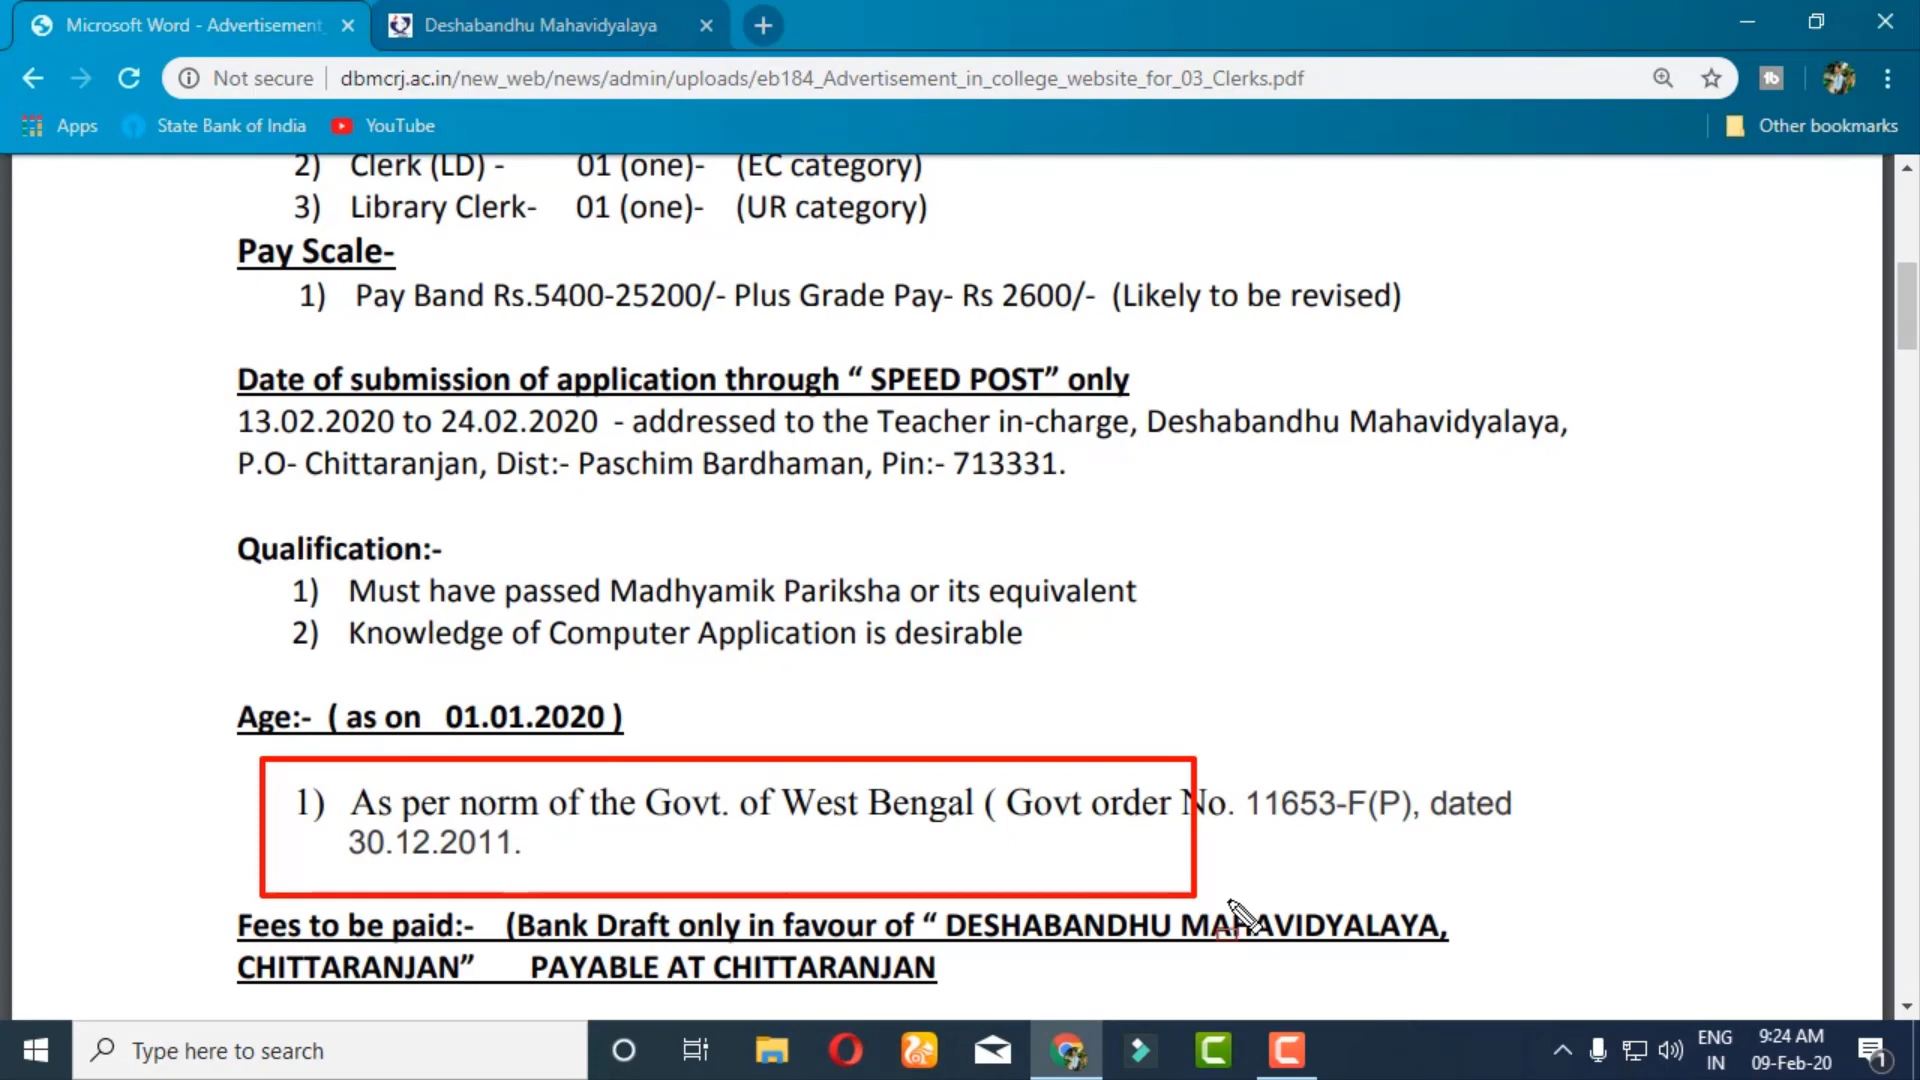 Microsoft Word - Advertisement
Deshabandhu Mahavidyalaya
Not secure
dbmcrj.ac.in/new_web/news/admin/uploads/eb184_Advertisement_in_college_website_for_03_Clerks.pdf
Apps
State Bank of India
YouTube
Other bookmarks
2) Clerk (LD) - 01 (one)- (EC category)
3) Library Clerk- 01 (one)- (UR category)
Pay Scale-
1) Pay Band Rs.5400-25200/- Plus Grade Pay- Rs 2600/- (Likely to be revised)
Date of submission of application through “ SPEED POST” only
13.02.2020 to 24.02.2020 - addressed to the Teacher in-charge, Deshabandhu Mahavidyalaya,
P.O- Chittaranjan, Dist:- Paschim Bardhaman, Pin:- 713331.
Qualification:-
1) Must have passed Madhyamik Pariksha or its equivalent
2) Knowledge of Computer Application is desirable
Age:- ( as on 01.01.2020 )
1) As per norm of the Govt. of West Bengal ( Govt order No. 11653-F(P), dated
30.12.2011.
Fees to be paid:- (Bank Draft only in favour of “ DESHABANDHU MAHAVIDYALAYA,
CHITTARANJAN” PAYABLE AT CHITTARANJAN
Type here to search
ENG
IN
9:24 AM
09-Feb-20
1